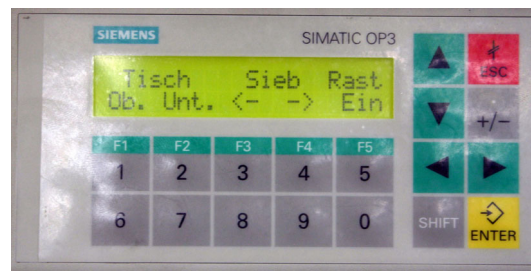 SIEMENS SIMATIC OP3
Tisch Sieb Rast
Ob. Unt. <- -> Ein
ESC
+/-
F1 F2 F3 F4 F5
1 2 3 4 5
6 7 8 9 0
SHIFT ENTER